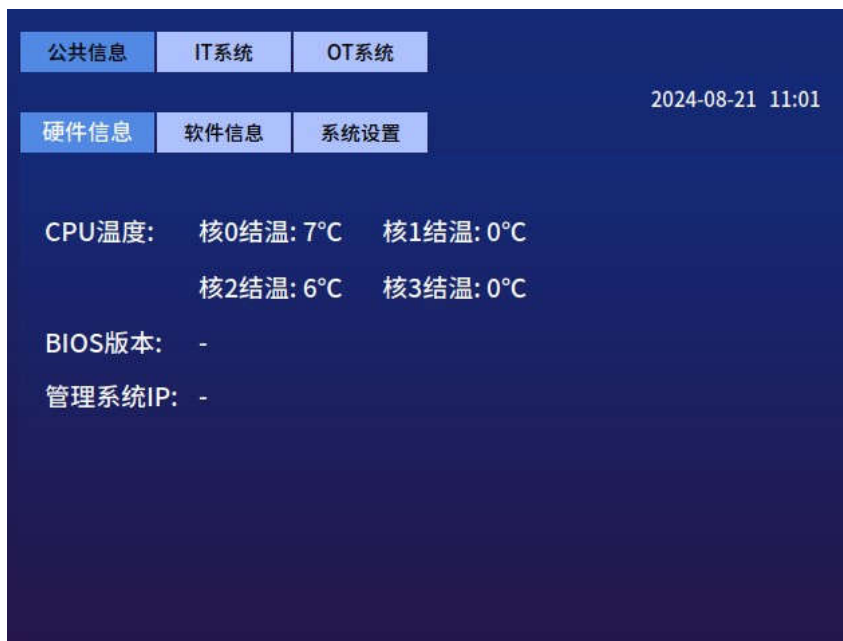 公共信息 IT系统 OT系统
2024-08-21 11:01
硬件信息 软件信息 系统设置
CPU温度: 核0结温: 7°C 核1结温: 0°C
核2结温: 6°C 核3结温: 0°C
BIOS版本: -
管理系统IP: -